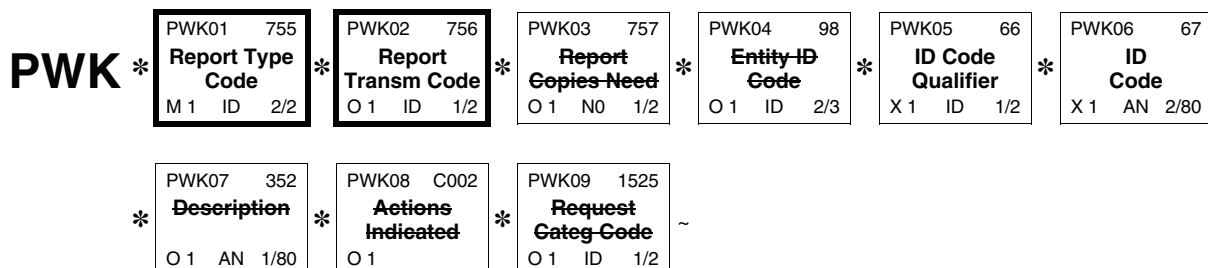 PWK * PWK01 755 * PWK02 756 * PWK03 757 * PWK04 98 * PWK05 66 * PWK06 67
Report Type Report Report Entity ID ID Code ID
Code Transm Code Copies Need Code Qualifier Code
M 1 ID 2/2 O 1 ID 1/2 O 1 N0 1/2 O 1 ID 2/3 X 1 ID 1/2 X 1 AN 2/80
* PWK07 352 * PWK08 C002 * PWK09 1525 ~
Description Actions Request
Indicated Categ Code
O 1 AN 1/80 O 1 O 1 ID 1/2